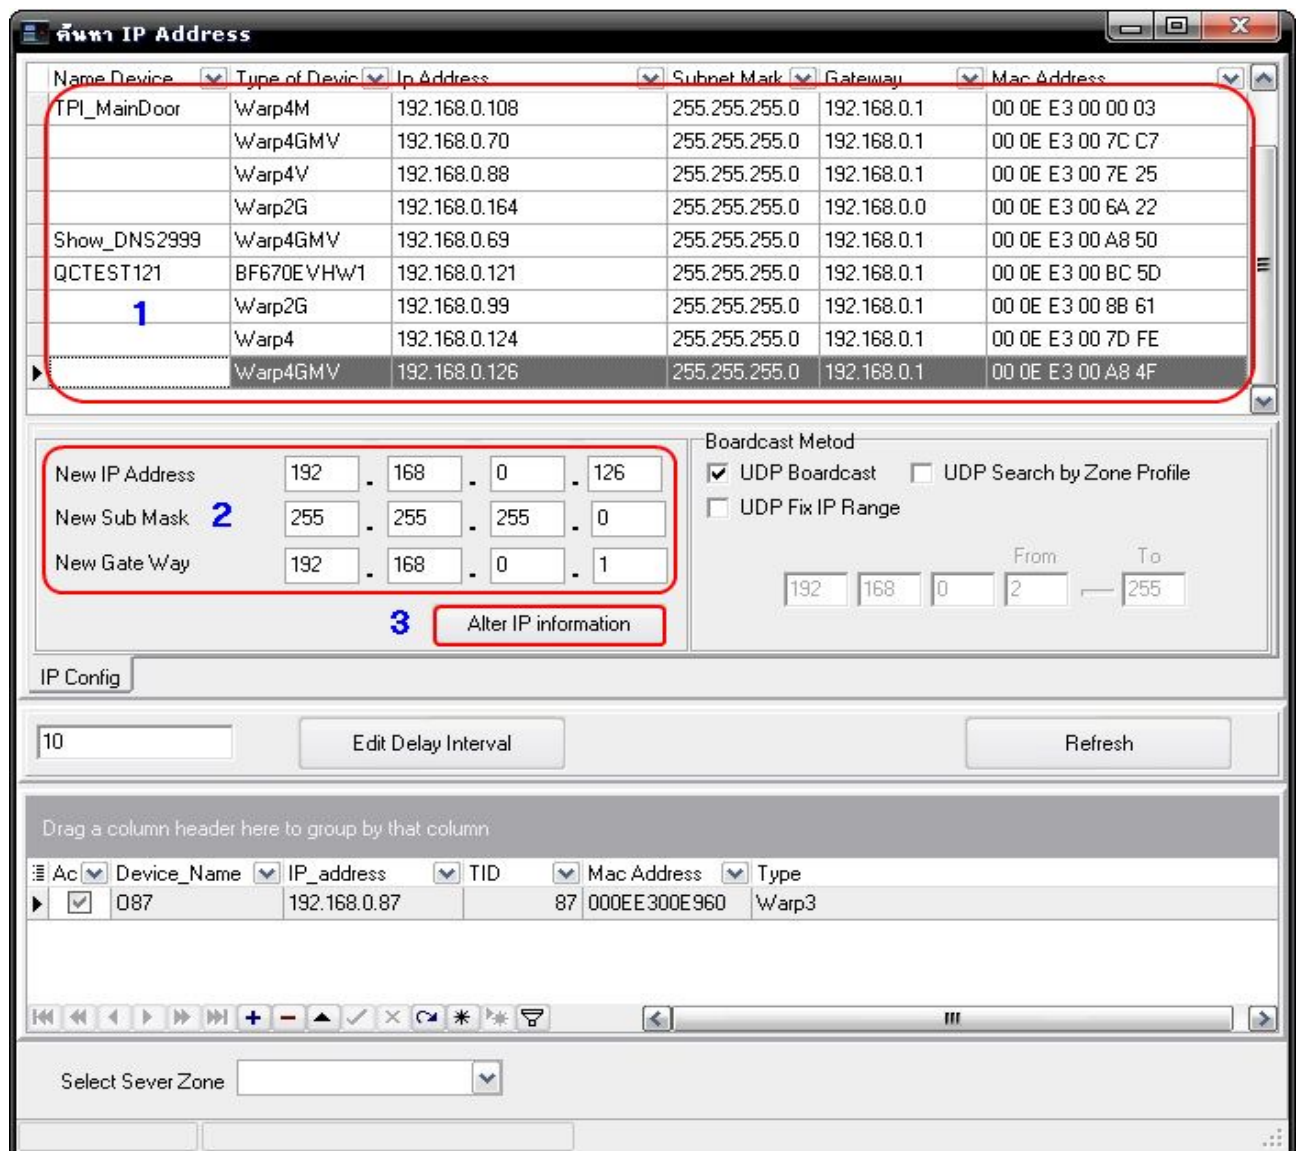 ค้นหา IP Address
Name Device Type of Devic Ip Address Subnet Mark Gateway Mac Address
TPI_MainDoor Warp4M 192.168.0.108 255.255.255.0 192.168.0.1 00 0E E3 00 00 03
Warp4GMV 192.168.0.70 255.255.255.0 192.168.0.1 00 0E E3 00 7C C7
Warp4V 192.168.0.88 255.255.255.0 192.168.0.1 00 0E E3 00 7E 25
Warp2G 192.168.0.164 255.255.255.0 192.168.0.0 00 0E E3 00 6A 22
Show_DNS2999 Warp4GMV 192.168.0.69 255.255.255.0 192.168.0.1 00 0E E3 00 A8 50
QCTEST121 BF670EVHW1 192.168.0.121 255.255.255.0 192.168.0.1 00 0E E3 00 BC 5D
1 Warp2G 192.168.0.99 255.255.255.0 192.168.0.1 00 0E E3 00 8B 61
Warp4 192.168.0.124 255.255.255.0 192.168.0.1 00 0E E3 00 7D FE
Warp4GMV 192.168.0.126 255.255.255.0 192.168.0.1 00 0E E3 00 A8 4F
New IP Address 192 . 168 . 0 . 126
New Sub Mask 2 255 . 255 . 255 . 0
New Gate Way 192 . 168 . 0 . 1
3 Alter IP information
Boardcast Metod
UDP Boardcast UDP Search by Zone Profile
UDP Fix IP Range
From To
192 168 0 2 — 255
IP Config
10 Edit Delay Interval Refresh
Drag a column header here to group by that column
Ac Device_Name IP_address TID Mac Address Type
087 192.168.0.87 87 000EE300E960 Warp3
Select Sever Zone